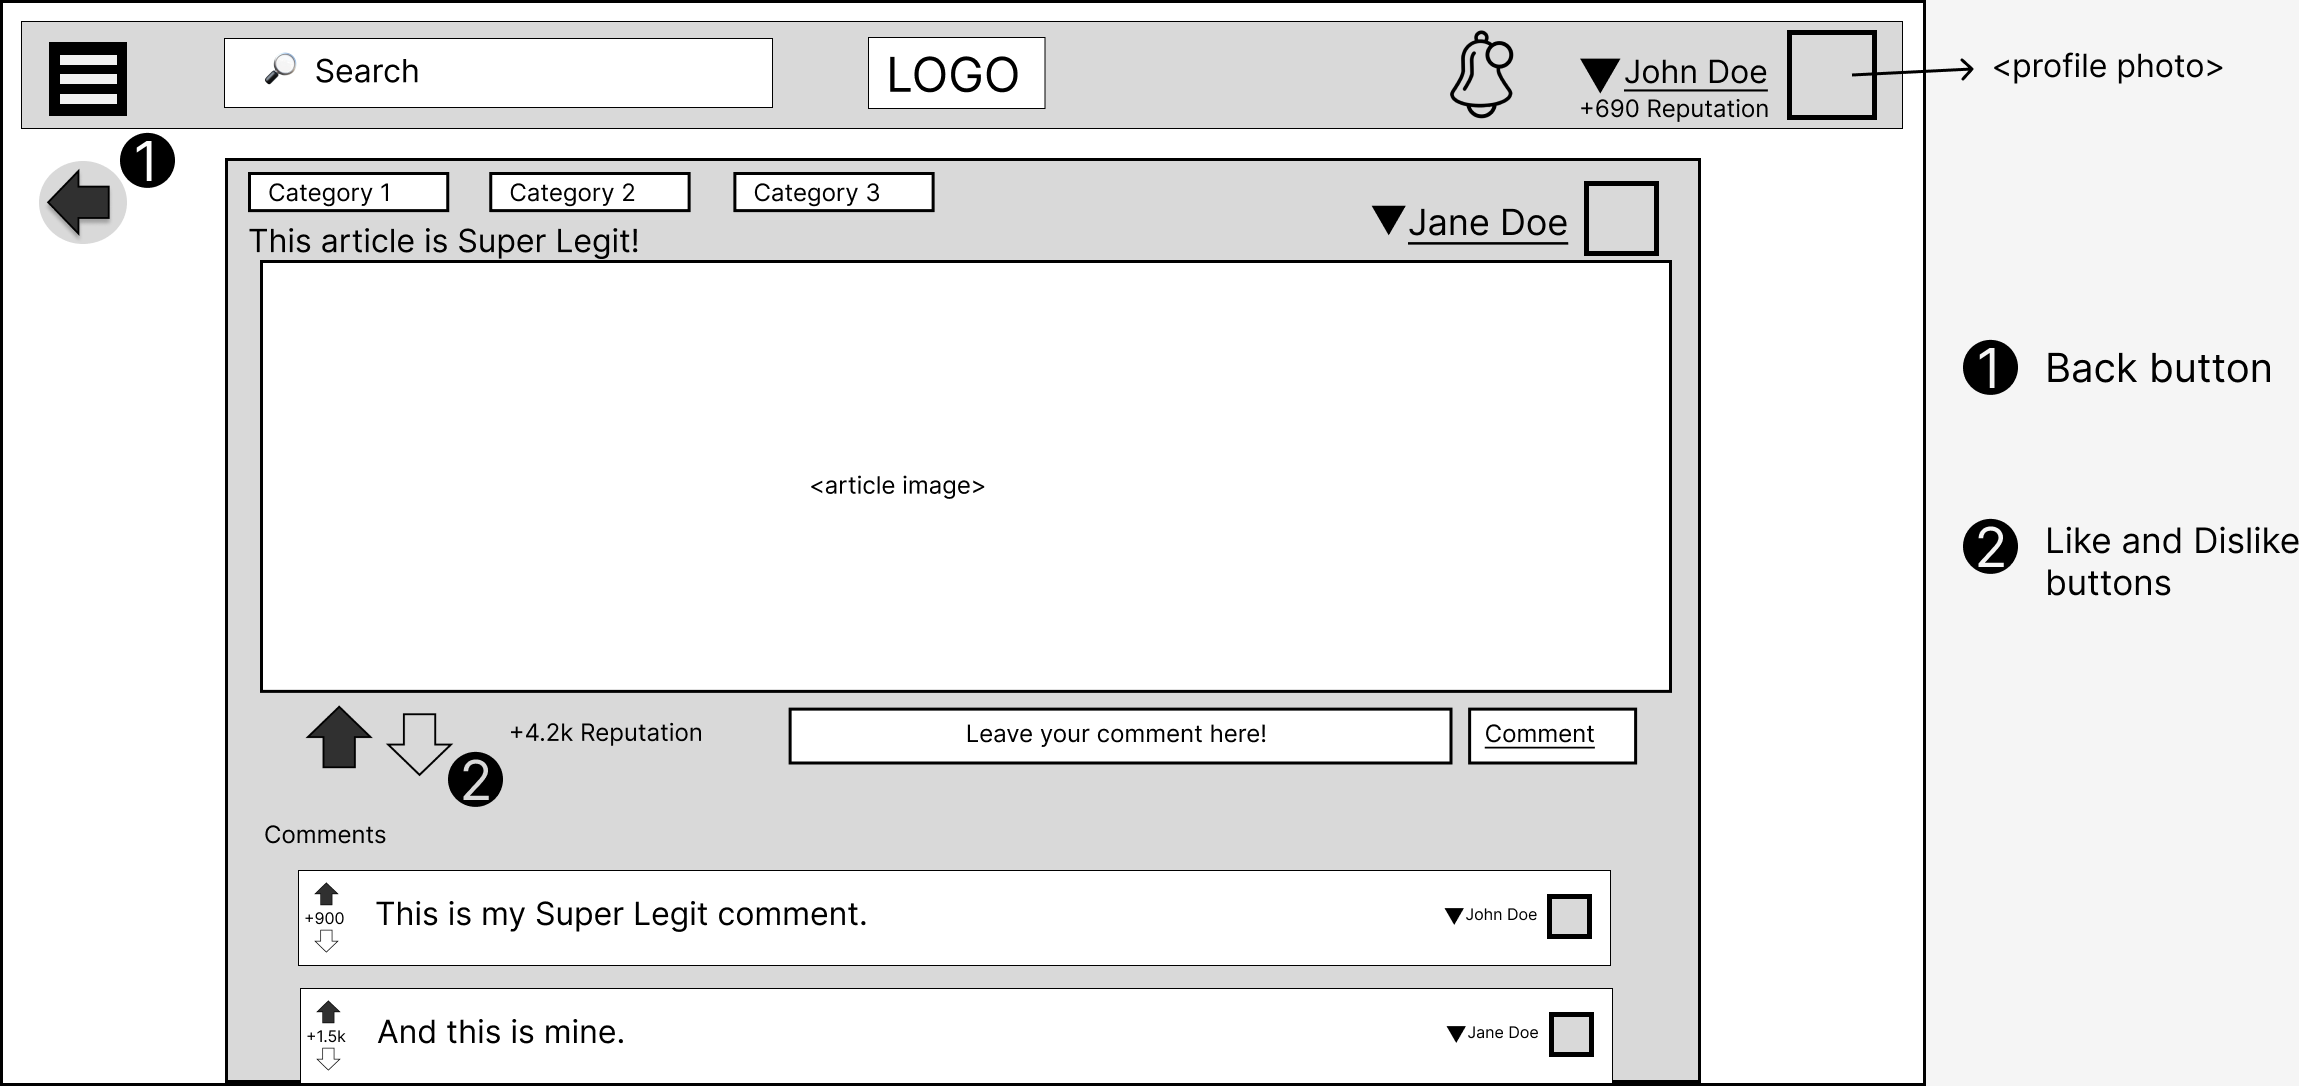 Search
LOGO
John Doe
+690 Reputation
<profile photo>
1
Category 1
Category 2
Category 3
This article is Super Legit!
Jane Doe
<article image>
1 Back button
2 Like and Dislike
buttons
+4.2k Reputation
Leave your comment here!
Comment
2
Comments
+900
This is my Super Legit comment.
John Doe
+1.5k
And this is mine.
Jane Doe